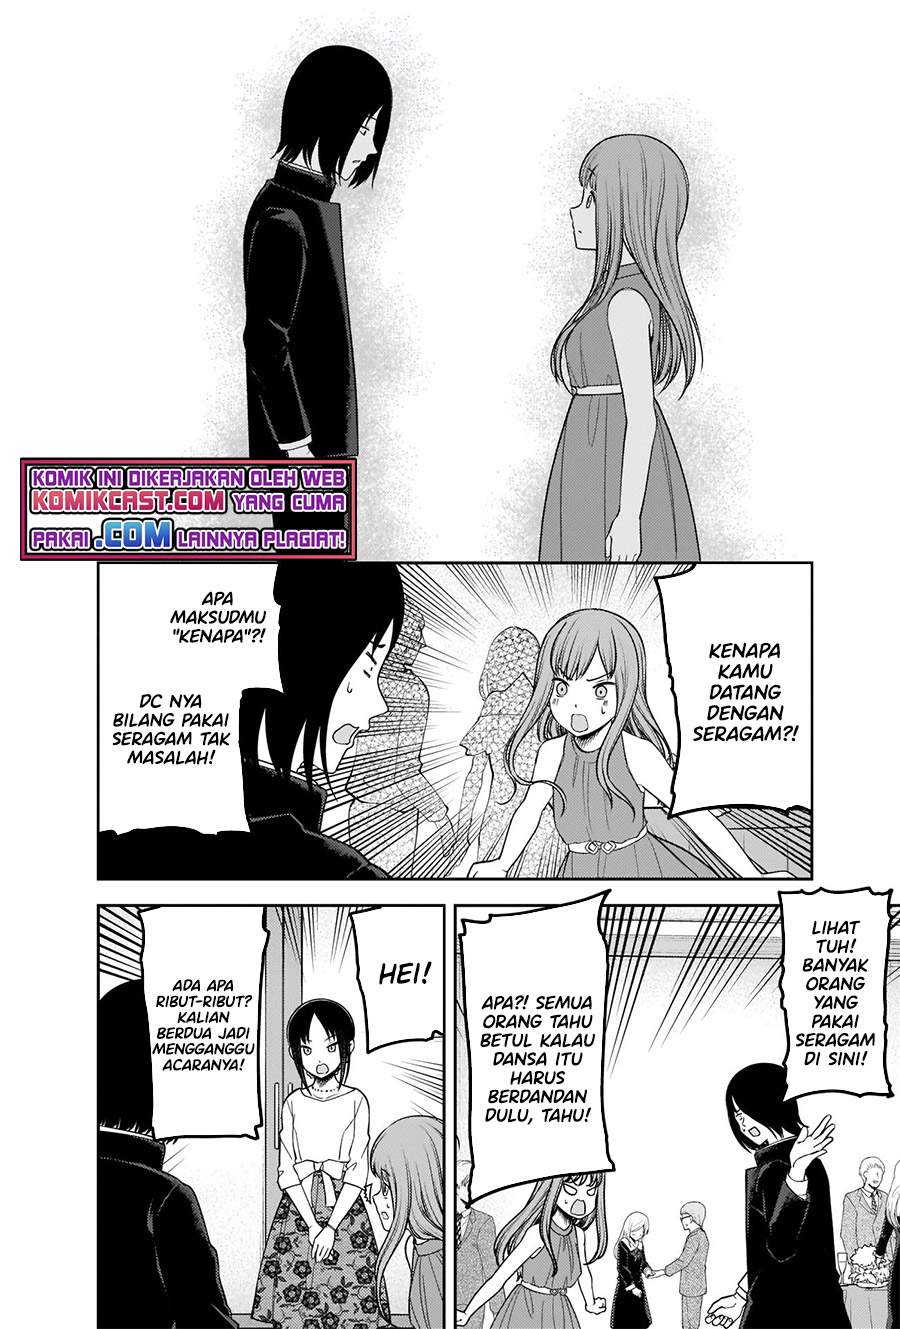 KOMIK INI DIKERJAKAN OLEH WEB
KOMIKCAST.COM YANG CUMA
PAKAI .COM LAINNYA PLAGIAT!
KENAPA
KAMU
DATANG
DENGAN
SERAGAM?!
APA
MAKSUDMU
"KENAPA"?!
DC NYA
BILANG PAKAI
SERAGAM TAK
MASALAH!
LIHAT
TUH!
BANYAK
ORANG
YANG
PAKAI
SERAGAM
DI SINI!
APA?! SEMUA
ORANG TAHU
BETUL KALAU
DANSA ITU
HARUS
BERDANDAN
DULU, TAHU!
HEI!
ADA APA
RIBUT-RIBUT?
KALIAN
BERDUA JADI
MENGGANGGU
ACARANYA!